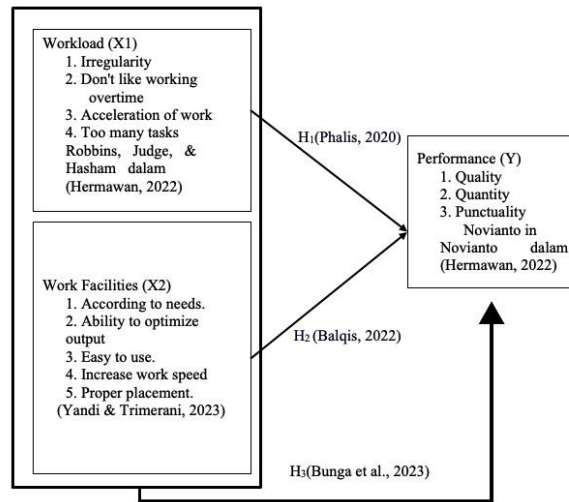 Workload (X1)
1. Irregularity
2. Don't like working
overtime
3. Acceleration of work
4. Too many tasks
Robbins, Judge, &
Hasham dalam
(Hermawan, 2022)
H1(Phalis, 2020)
Performance (Y)
1. Quality
2. Quantity
3. Punctuality
Novianto in
Novianto dalam
(Hermawan, 2022)
Work Facilities (X2)
1. According to needs.
2. Ability to optimize
output
3. Easy to use.
4. Increase work speed
5. Proper placement.
(Yandi & Trimerani, 2023)
H2 (Balqis, 2022)
H3(Bunga et al., 2023)